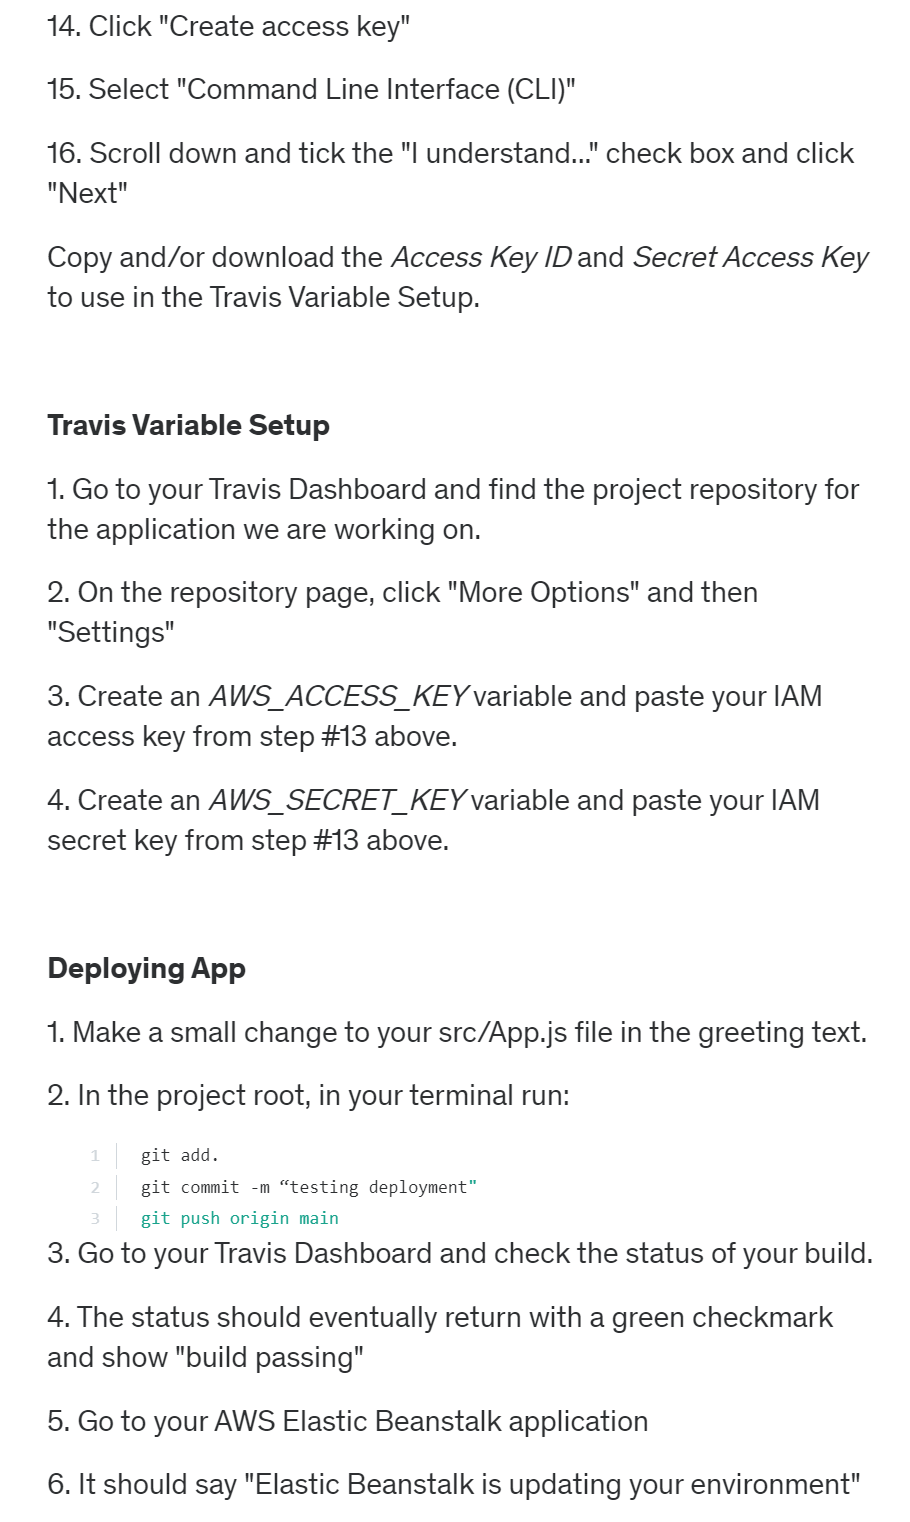 14. Click "Create access key"
15. Select "Command Line Interface (CLI)"
16. Scroll down and tick the "I understand..." check box and click
"Next"
Copy and/or download the Access Key ID and Secret Access Key
to use in the Travis Variable Setup.
Travis Variable Setup
1. Go to your Travis Dashboard and find the project repository for
the application we are working on.
2. On the repository page, click "More Options" and then
"Settings"
3. Create an AWS_ACCESS_KEY variable and paste your IAM
access key from step #13 above.
4. Create an AWS_SECRET_KEY variable and paste your IAM
secret key from step #13 above.
Deploying App
1. Make a small change to your src/App.js file in the greeting text.
2. In the project root, in your terminal run:
1 git add.
2 git commit -m “testing deployment"
3 git push origin main
3. Go to your Travis Dashboard and check the status of your build.
4. The status should eventually return with a green checkmark
and show "build passing"
5. Go to your AWS Elastic Beanstalk application
6. It should say "Elastic Beanstalk is updating your environment"